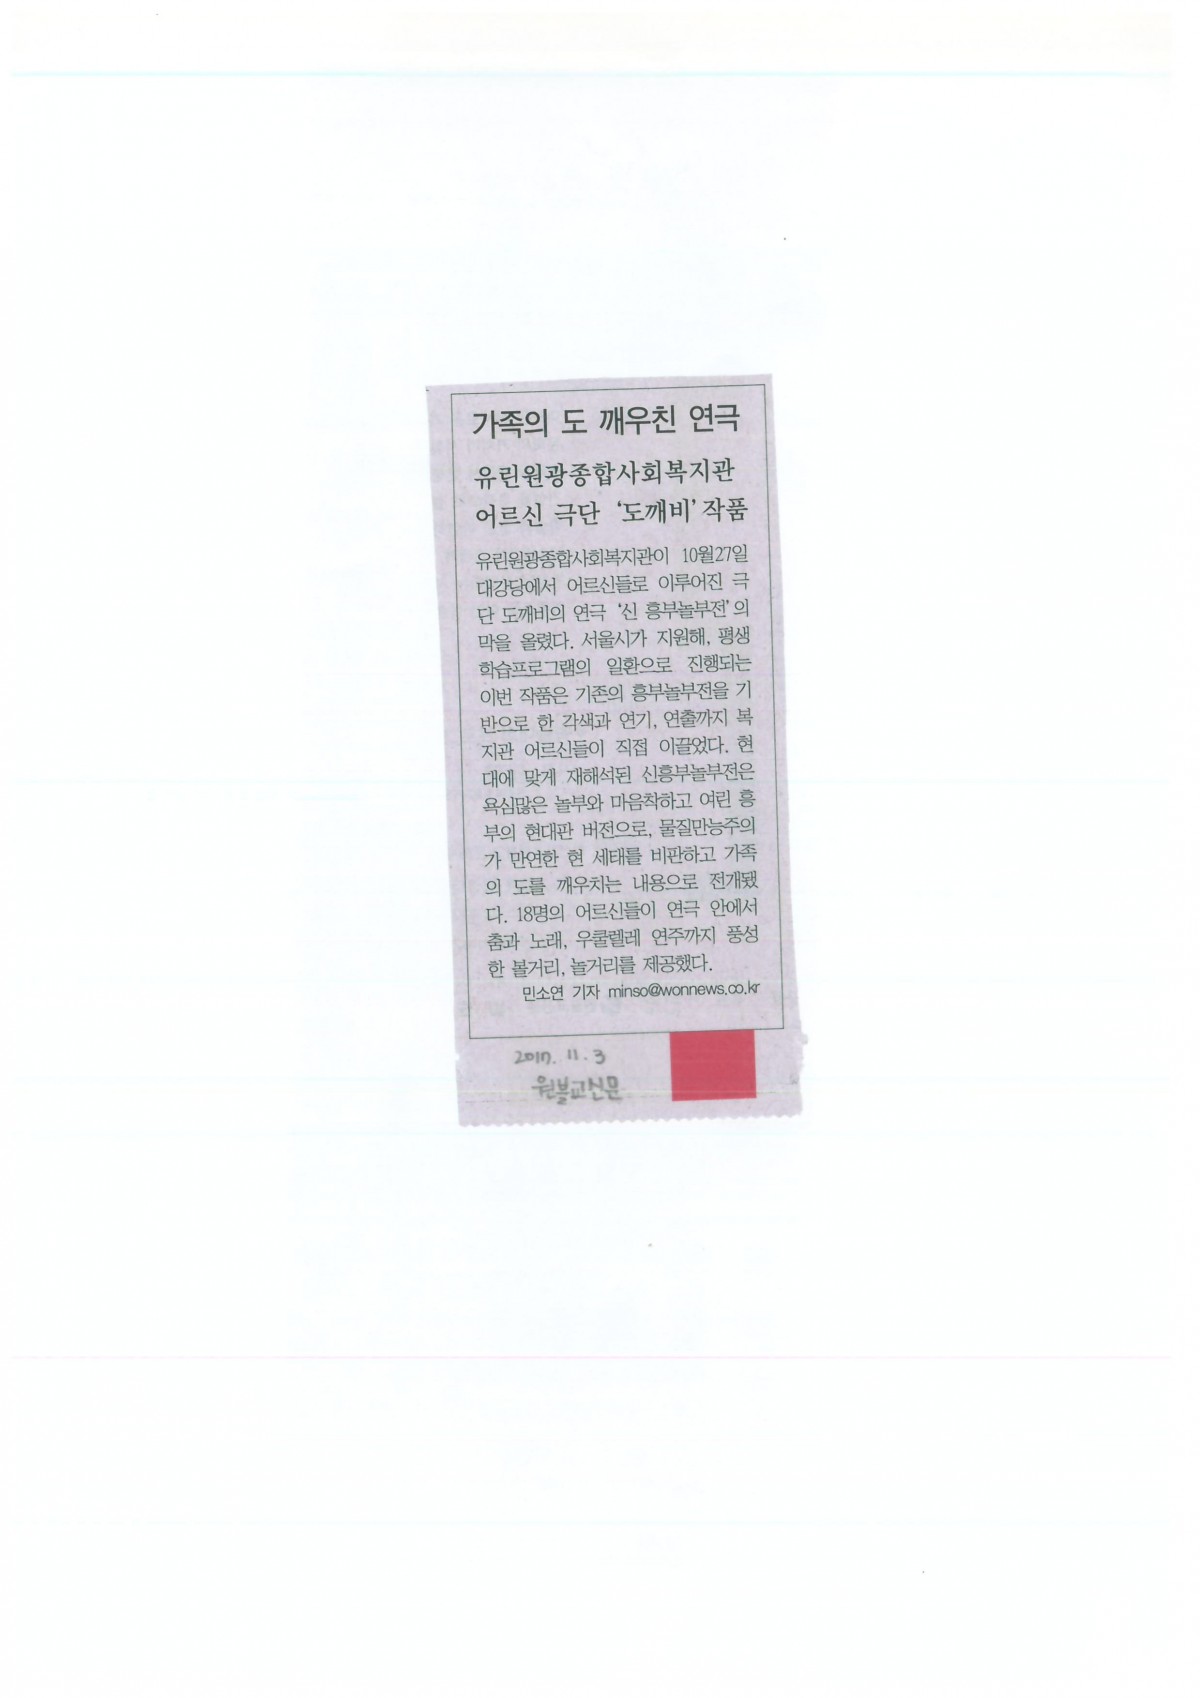 가족의 도 깨우친 연극
유린원광종합사회복지관
어르신 극단 ‘도깨비’ 작품
유린원광종합사회복지관이 10월27일
대강당에서 어르신들로 이루어진 극
단 도깨비의 연극 ‘신 흥부놀부전’의
막을 올렸다. 서울시가 지원해, 평생
학습프로그램의 일환으로 진행되는
이번 작품은 기존의 흥부놀부전을 기
반으로 한 각색과 연기, 연출까지 복
지관 어르신들이 직접 이끌었다. 현
대에 맞게 재해석된 신흥부놀부전은
욕심많은 놀부와 마음착하고 여린 흥
부의 현대판 버전으로, 물질만능주의
가 만연한 현 세태를 비판하고 가족
의 도를 깨우치는 내용으로 전개됐
다. 18명의 어르신들이 연극 안에서
춤과 노래, 우쿨렐레 연주까지 풍성
한 볼거리, 놀거리를 제공했다.
민소연 기자 minso@wonnews.co.kr
2017. 11. 3
원불교신문